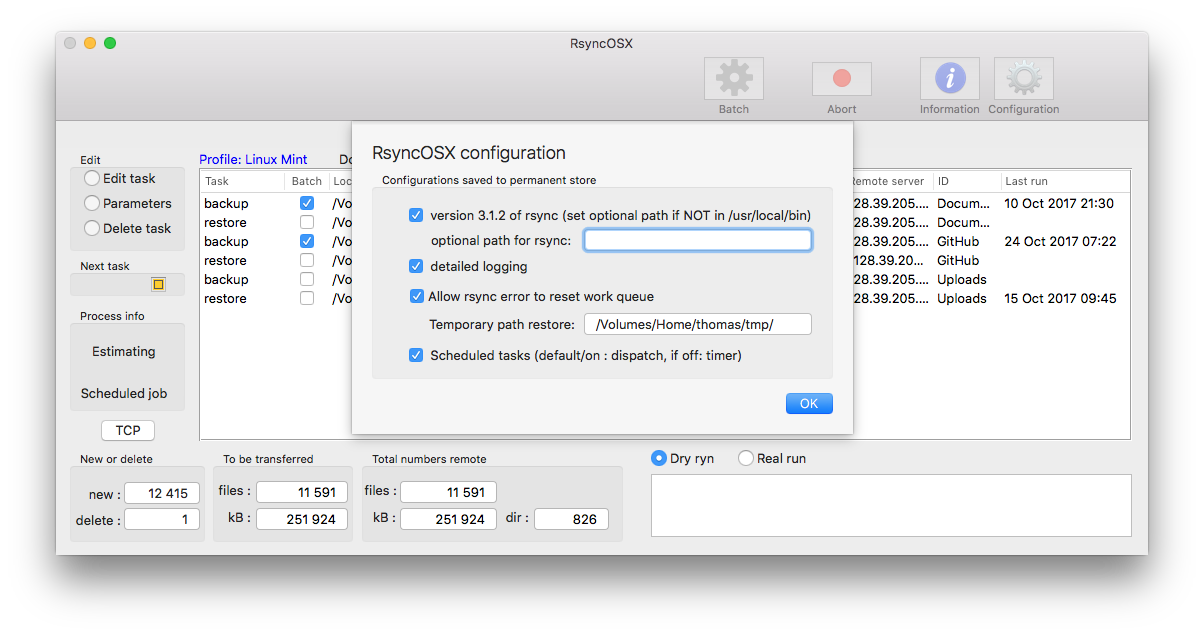 RsyncOSX
Batch Abort Information Configuration
RsyncOSX configuration
Configurations saved to permanent store
version 3.1.2 of rsync (set optional path if NOT in /usr/local/bin)
optional path for rsync:
detailed logging
Allow rsync error to reset work queue
Temporary path restore: /Volumes/Home/thomas/tmp/
Scheduled tasks (default/on : dispatch, if off: timer)
OK
Edit
Edit task
Parameters
Delete task
Next task
Process info
Estimating
Scheduled job
TCP
Profile: Linux Mint Do
Task Batch Loc Remote server ID Last run
backup /Vo 28.39.205.... Docum... 10 Oct 2017 21:30
restore /Vo 28.39.205.... Docum...
backup /Vo 28.39.205.... GitHub 24 Oct 2017 07:22
restore /Vo 128.39.20... GitHub
backup /Vo 28.39.205.... Uploads
restore /Vo 28.39.205.... Uploads 15 Oct 2017 09:45
New or delete
new : 12 415
delete : 1
To be transferred
files : 11 591
kB : 251 924
Total numbers remote
files : 11 591
kB : 251 924 dir : 826
Dry ryn Real run